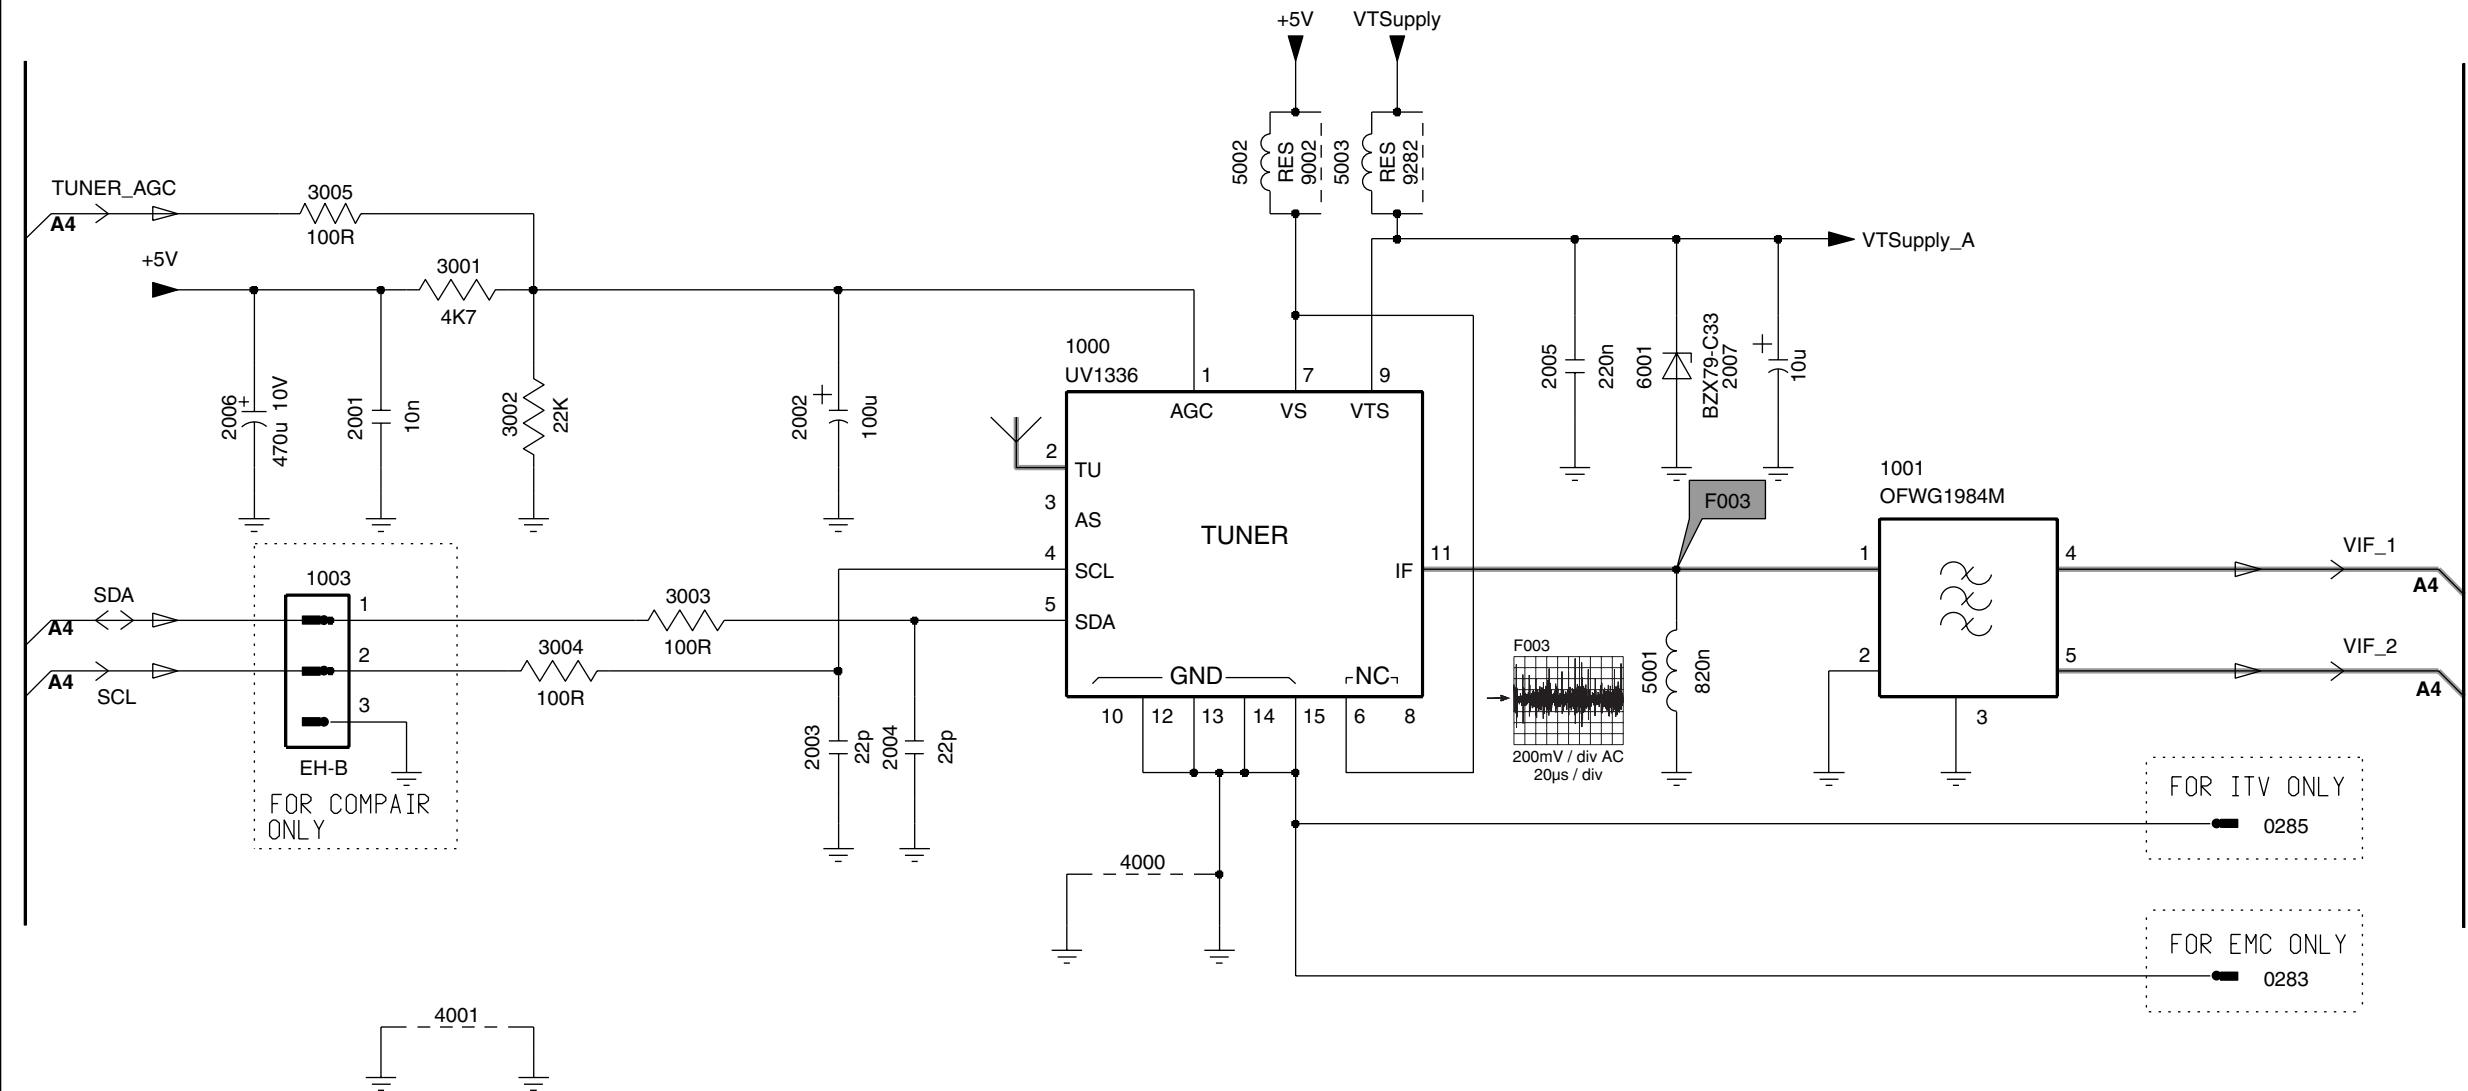 +5V VTSupply
5002 RES 9002 5003 RES 9282
TUNER_AGC
A4
3005
100R
+5V
3001
4K7
VTSupply_A
2006 + 470u 10V
2001 10n
3002 22K
2002 + 100u
1000
UV1336
1 7 9
AGC VS VTS
2 TU
3 AS
4 SCL
5 SDA
TUNER
IF 11
GND NC
10 12 13 14 15 6 8
2005 220n
6001 BZX79-C33
2007 + 10u
F003
1001
OFWG1984M
1 4
2 5
3
VIF_1
A4
VIF_2
A4
SDA
A4
A4
SCL
1003
1
2
3
EH-B
FOR COMPAIR
ONLY
3003
100R
3004
100R
2003 22p 2004 22p
F003
200mV / div AC
20µs / div
5001 820n
FOR ITV ONLY
0285
4000
FOR EMC ONLY
0283
4001